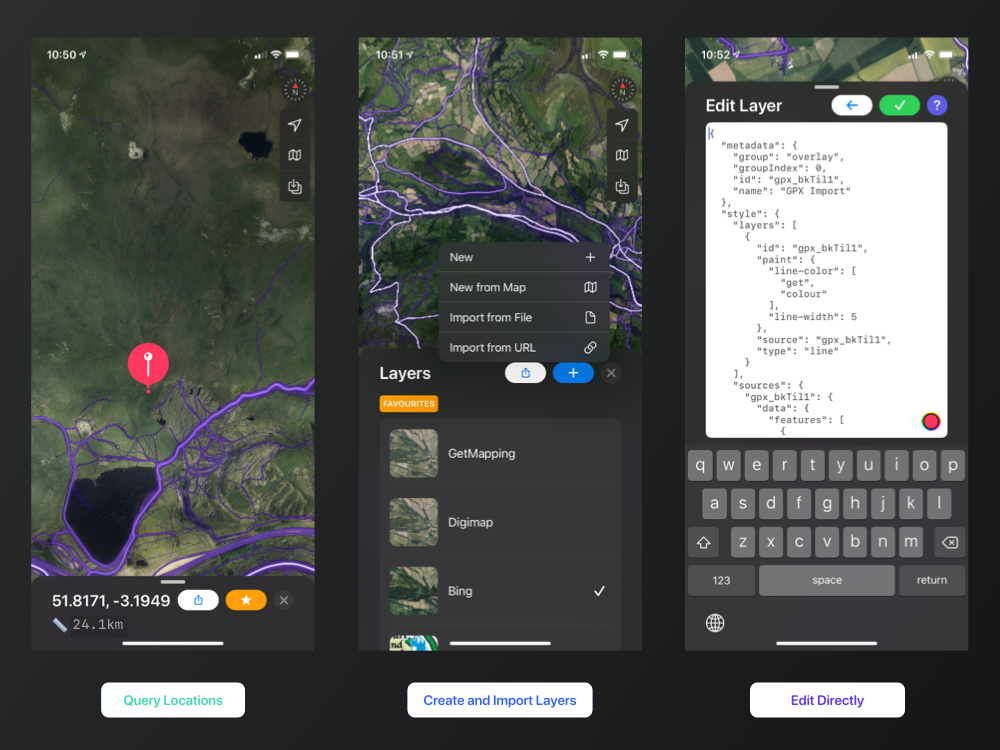 10:50
N
51.8171, -3.1949
24.1km
Query Locations
10:51
N
New
New from Map
Import from File
Import from URL
Layers
FAVOURITES
GetMapping
Digimap
Bing
Create and Import Layers
10:52
Edit Layer
?
{
"metadata": {
"group": "overlay",
"groupIndex": 0,
"id": "gpx_bkTil1",
"name": "GPX Import"
},
"style": {
"layers": [
{
"id": "gpx_bkTil1",
"paint": {
"line-color": [
"get",
"colour"
],
"line-width": 5
},
"source": "gpx_bkTil1",
"type": "line"
}
],
"sources": {
"gpx_bkTil1": {
"data": {
"features": [
{
q w e r t y u i o p
a s d f g h j k l
z x c v b n m
123 space return
Edit Directly